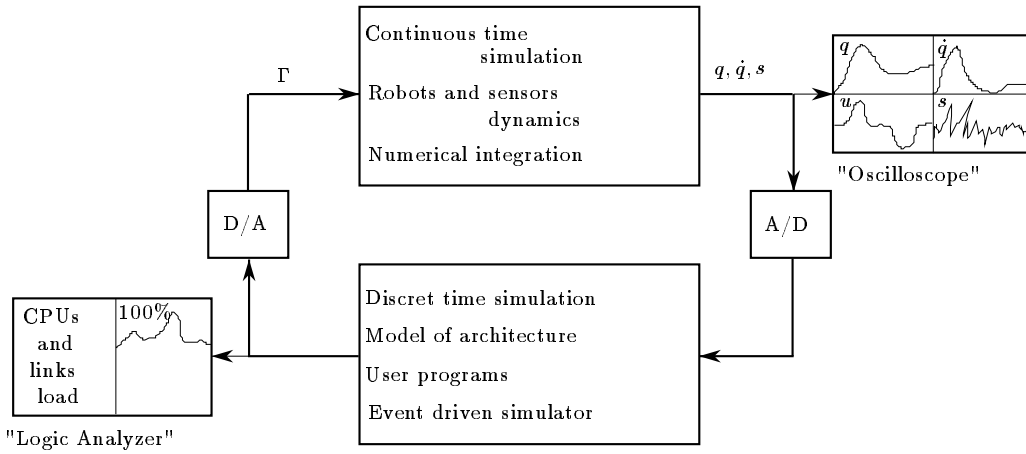 Continuous time
simulation
Robots and sensors
dynamics
Numerical integration
Γ
q, q̇, s
q
q̇
u
s
"Oscilloscope"
D/A
A/D
Discret time simulation
Model of architecture
User programs
Event driven simulator
CPUs
and
links
load
100%
"Logic Analyzer"